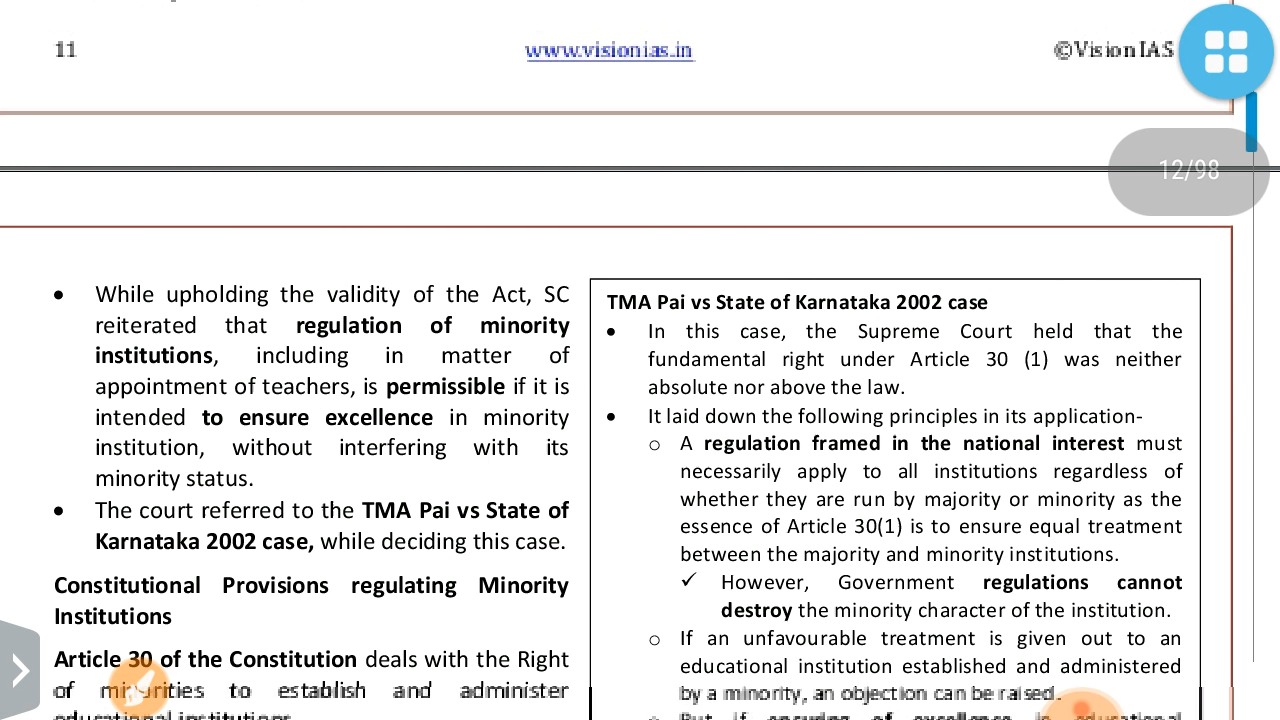 11
www.visionias.in
©Vision IAS
12/98
• While upholding the validity of the Act, SC
reiterated that regulation of minority
institutions, including in matter of
appointment of teachers, is permissible if it is
intended to ensure excellence in minority
institution, without interfering with its
minority status.
• The court referred to the TMA Pai vs State of
Karnataka 2002 case, while deciding this case.
Constitutional Provisions regulating Minority
Institutions
Article 30 of the Constitution deals with the Right
of minorities to establish and administer
educational institutions
TMA Pai vs State of Karnataka 2002 case
• In this case, the Supreme Court held that the
fundamental right under Article 30 (1) was neither
absolute nor above the law.
• It laid down the following principles in its application-
o A regulation framed in the national interest must
necessarily apply to all institutions regardless of
whether they are run by majority or minority as the
essence of Article 30(1) is to ensure equal treatment
between the majority and minority institutions.
✓ However, Government regulations cannot
destroy the minority character of the institution.
o If an unfavourable treatment is given out to an
educational institution established and administered
by a minority, an objection can be raised.
o But if ensuring of excellence in educational